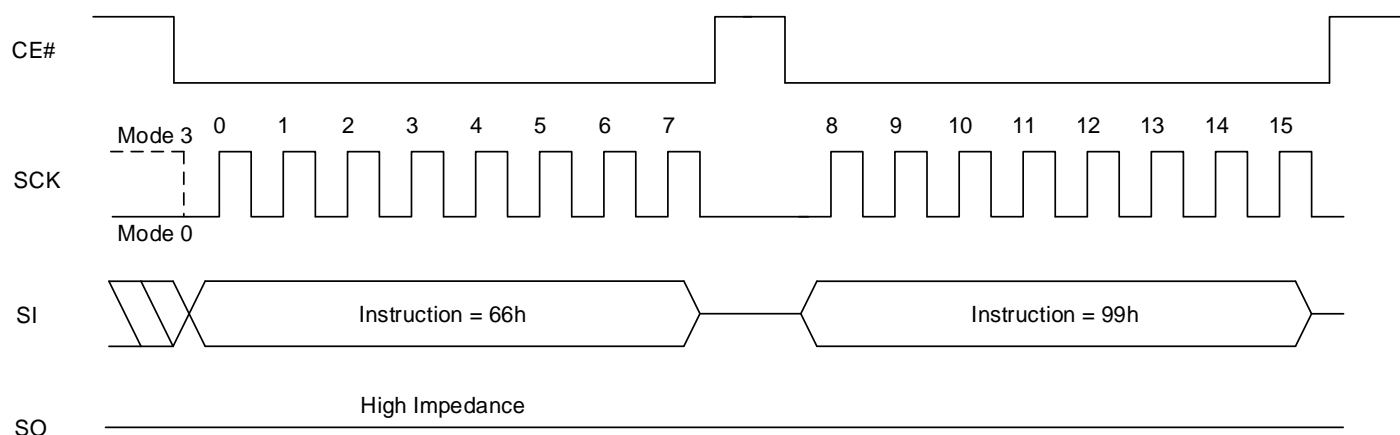 CE#
Mode 3 0 1 2 3 4 5 6 7 8 9 10 11 12 13 14 15
SCK
Mode 0
SI Instruction = 66h Instruction = 99h
High Impedance
SO